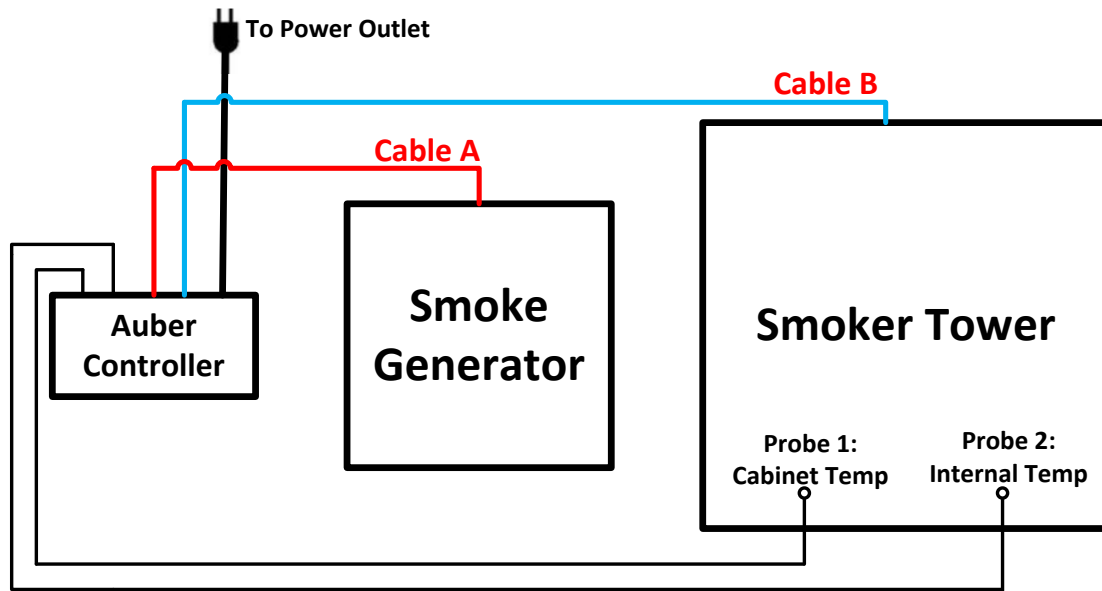 To Power Outlet
Cable B
Cable A
Auber
Controller
Smoke
Generator
Smoker Tower
Probe 1:
Cabinet Temp
Probe 2:
Internal Temp